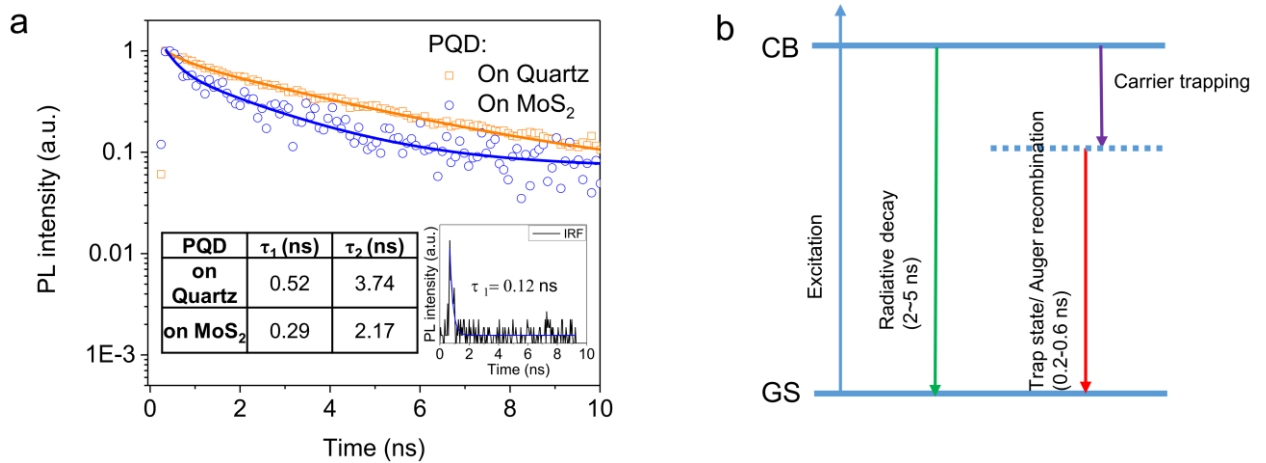 a
PQD:
On Quartz
On MoS2
PL intensity (a.u.)
1
0.1
0.01
1E-3
0 2 4 6 8 10
Time (ns)
PQD τ1 (ns) τ2 (ns)
on Quartz 0.52 3.74
on MoS2 0.29 2.17
PL intensity (a.u.)
IRF
τ1= 0.12 ns
0 2 4 6 8 10
Time (ns)
b
CB
GS
Excitation
Radiative decay
(2~5 ns)
Trap state/ Auger recombination
(0.2-0.6 ns)
Carrier trapping